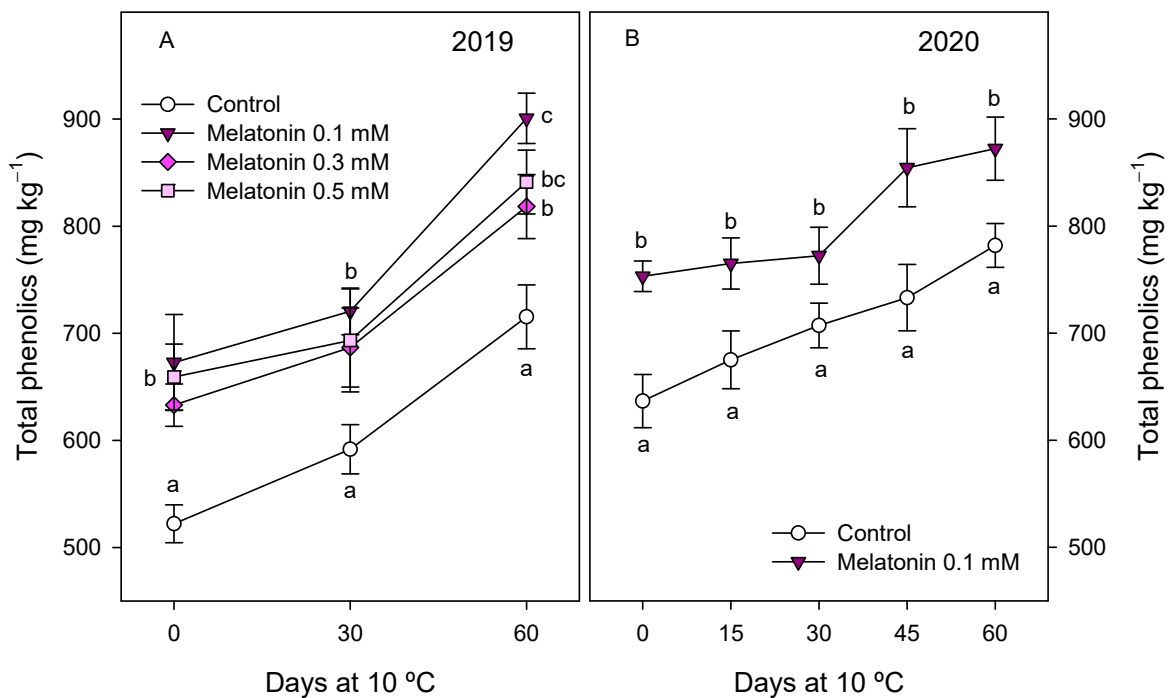 A
2019
Control
Melatonin 0.1 mM
Melatonin 0.3 mM
Melatonin 0.5 mM
Total phenolics (mg kg⁻¹)
900
800
700
600
500
c
bc
b
b
b
a
a
a
0
30
60
Days at 10 ºC
B
2020
b
b
b
b
b
a
a
a
a
a
Control
Melatonin 0.1 mM
900
800
700
600
500
Total phenolics (mg kg⁻¹)
0
15
30
45
60
Days at 10 ºC